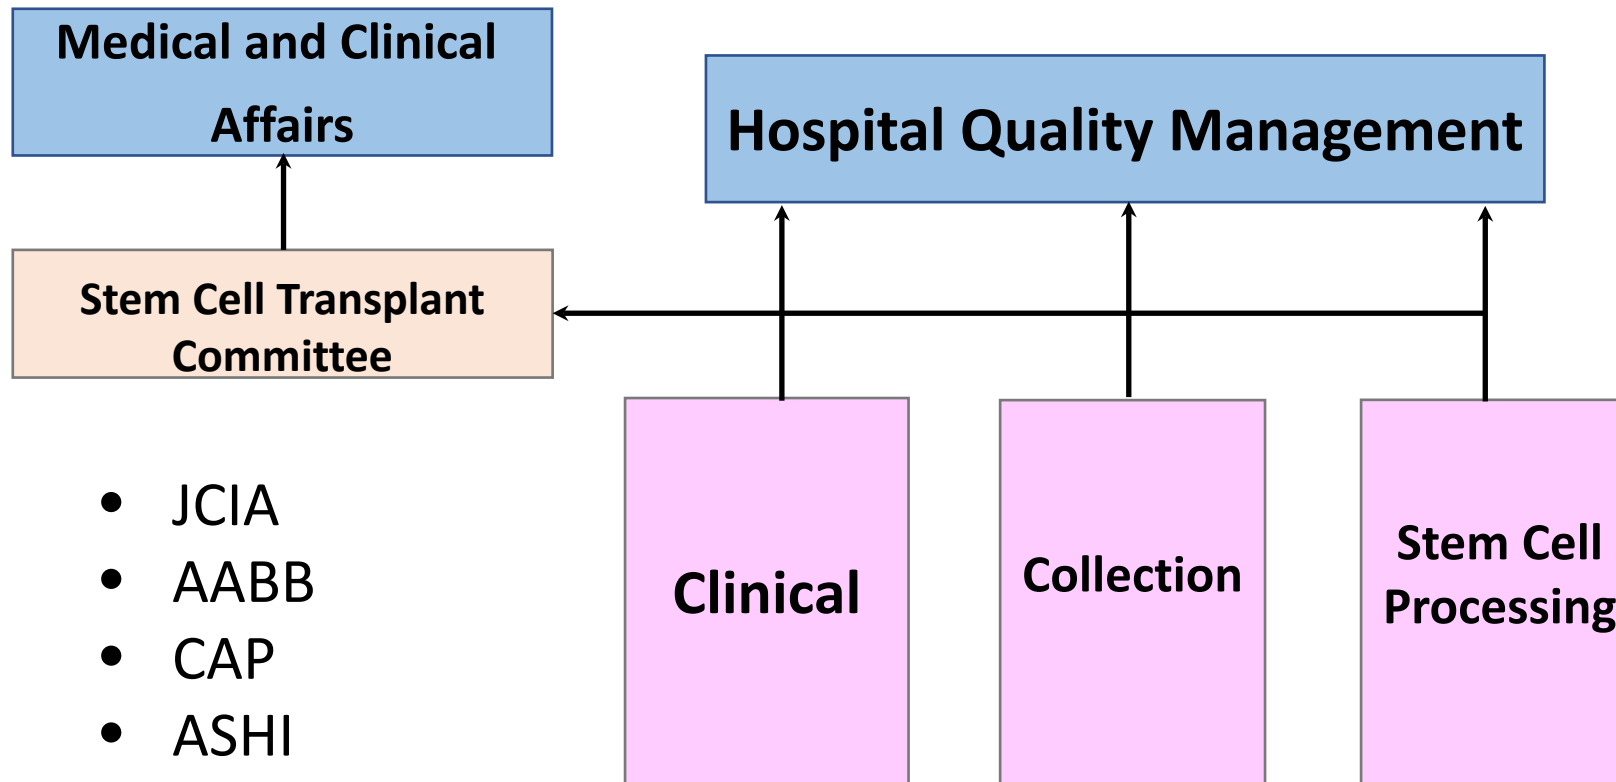 Medical and Clinical
Affairs
Hospital Quality Management
Stem Cell Transplant
Committee
• JCIA
• AABB
• CAP
• ASHI
Clinical
Collection
Stem Cell
Processing